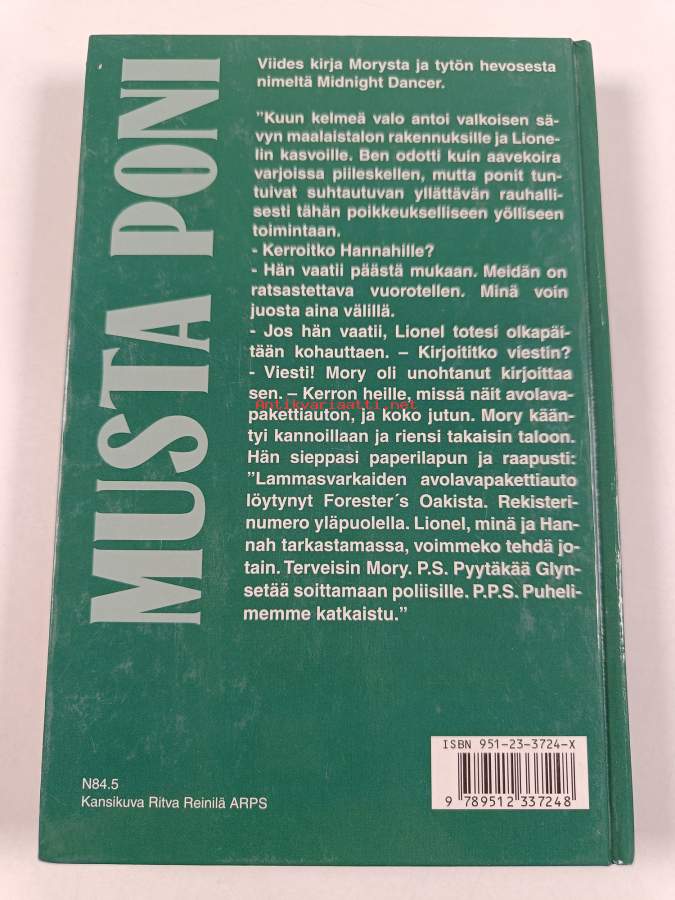 MUSTA PONI
Viides kirja Morysta ja tytön hevosesta
nimeltä Midnight Dancer.
”Kuun kelmeä valo antoi valkoisen sä-
vyn maalaistalon rakennuksille ja Lione-
lin kasvoille. Ben odotti kuin aavekoira
varjoissa piileskellen, mutta ponit tun-
tuivat suhtautuvan yllättävän rauhalli-
sesti tähän poikkeukselliseen yölliseen
toimintaan.
- Kerroitko Hannahille?
- Hän vaatii päästä mukaan. Meidän on
ratsastettava vuorotellen. Minä voin
juosta aina välillä.
- Jos hän vaatii, Lionel totesi olkapäi-
tään kohauttaen. – Kirjoititko viestin?
- Viesti! Mory oli unohtanut kirjoittaa
sen. – Kerron heille, missä näit avolava-
pakettiauton, ja koko jutun. Mory kään-
tyi kannoillaan ja riensi takaisin taloon.
Hän sieppasi paperilapun ja raapusti:
”Lammasvarkaiden avolavapakettiauto
löytynyt Forester´s Oakista. Rekisteri-
numero yläpuolella. Lionel, minä ja Han-
nah tarkastamassa, voimmeko tehdä jo-
tain. Terveisin Mory. P.S. Pyytäkää Glyn-
setää soittamaan poliisille. P.P.S. Puheli-
memme katkaistu.”
Antikvariaatti.net
ISBN 951-23-3724-X
9 789512 337248
N84.5
Kansikuva Ritva Reinilä ARPS